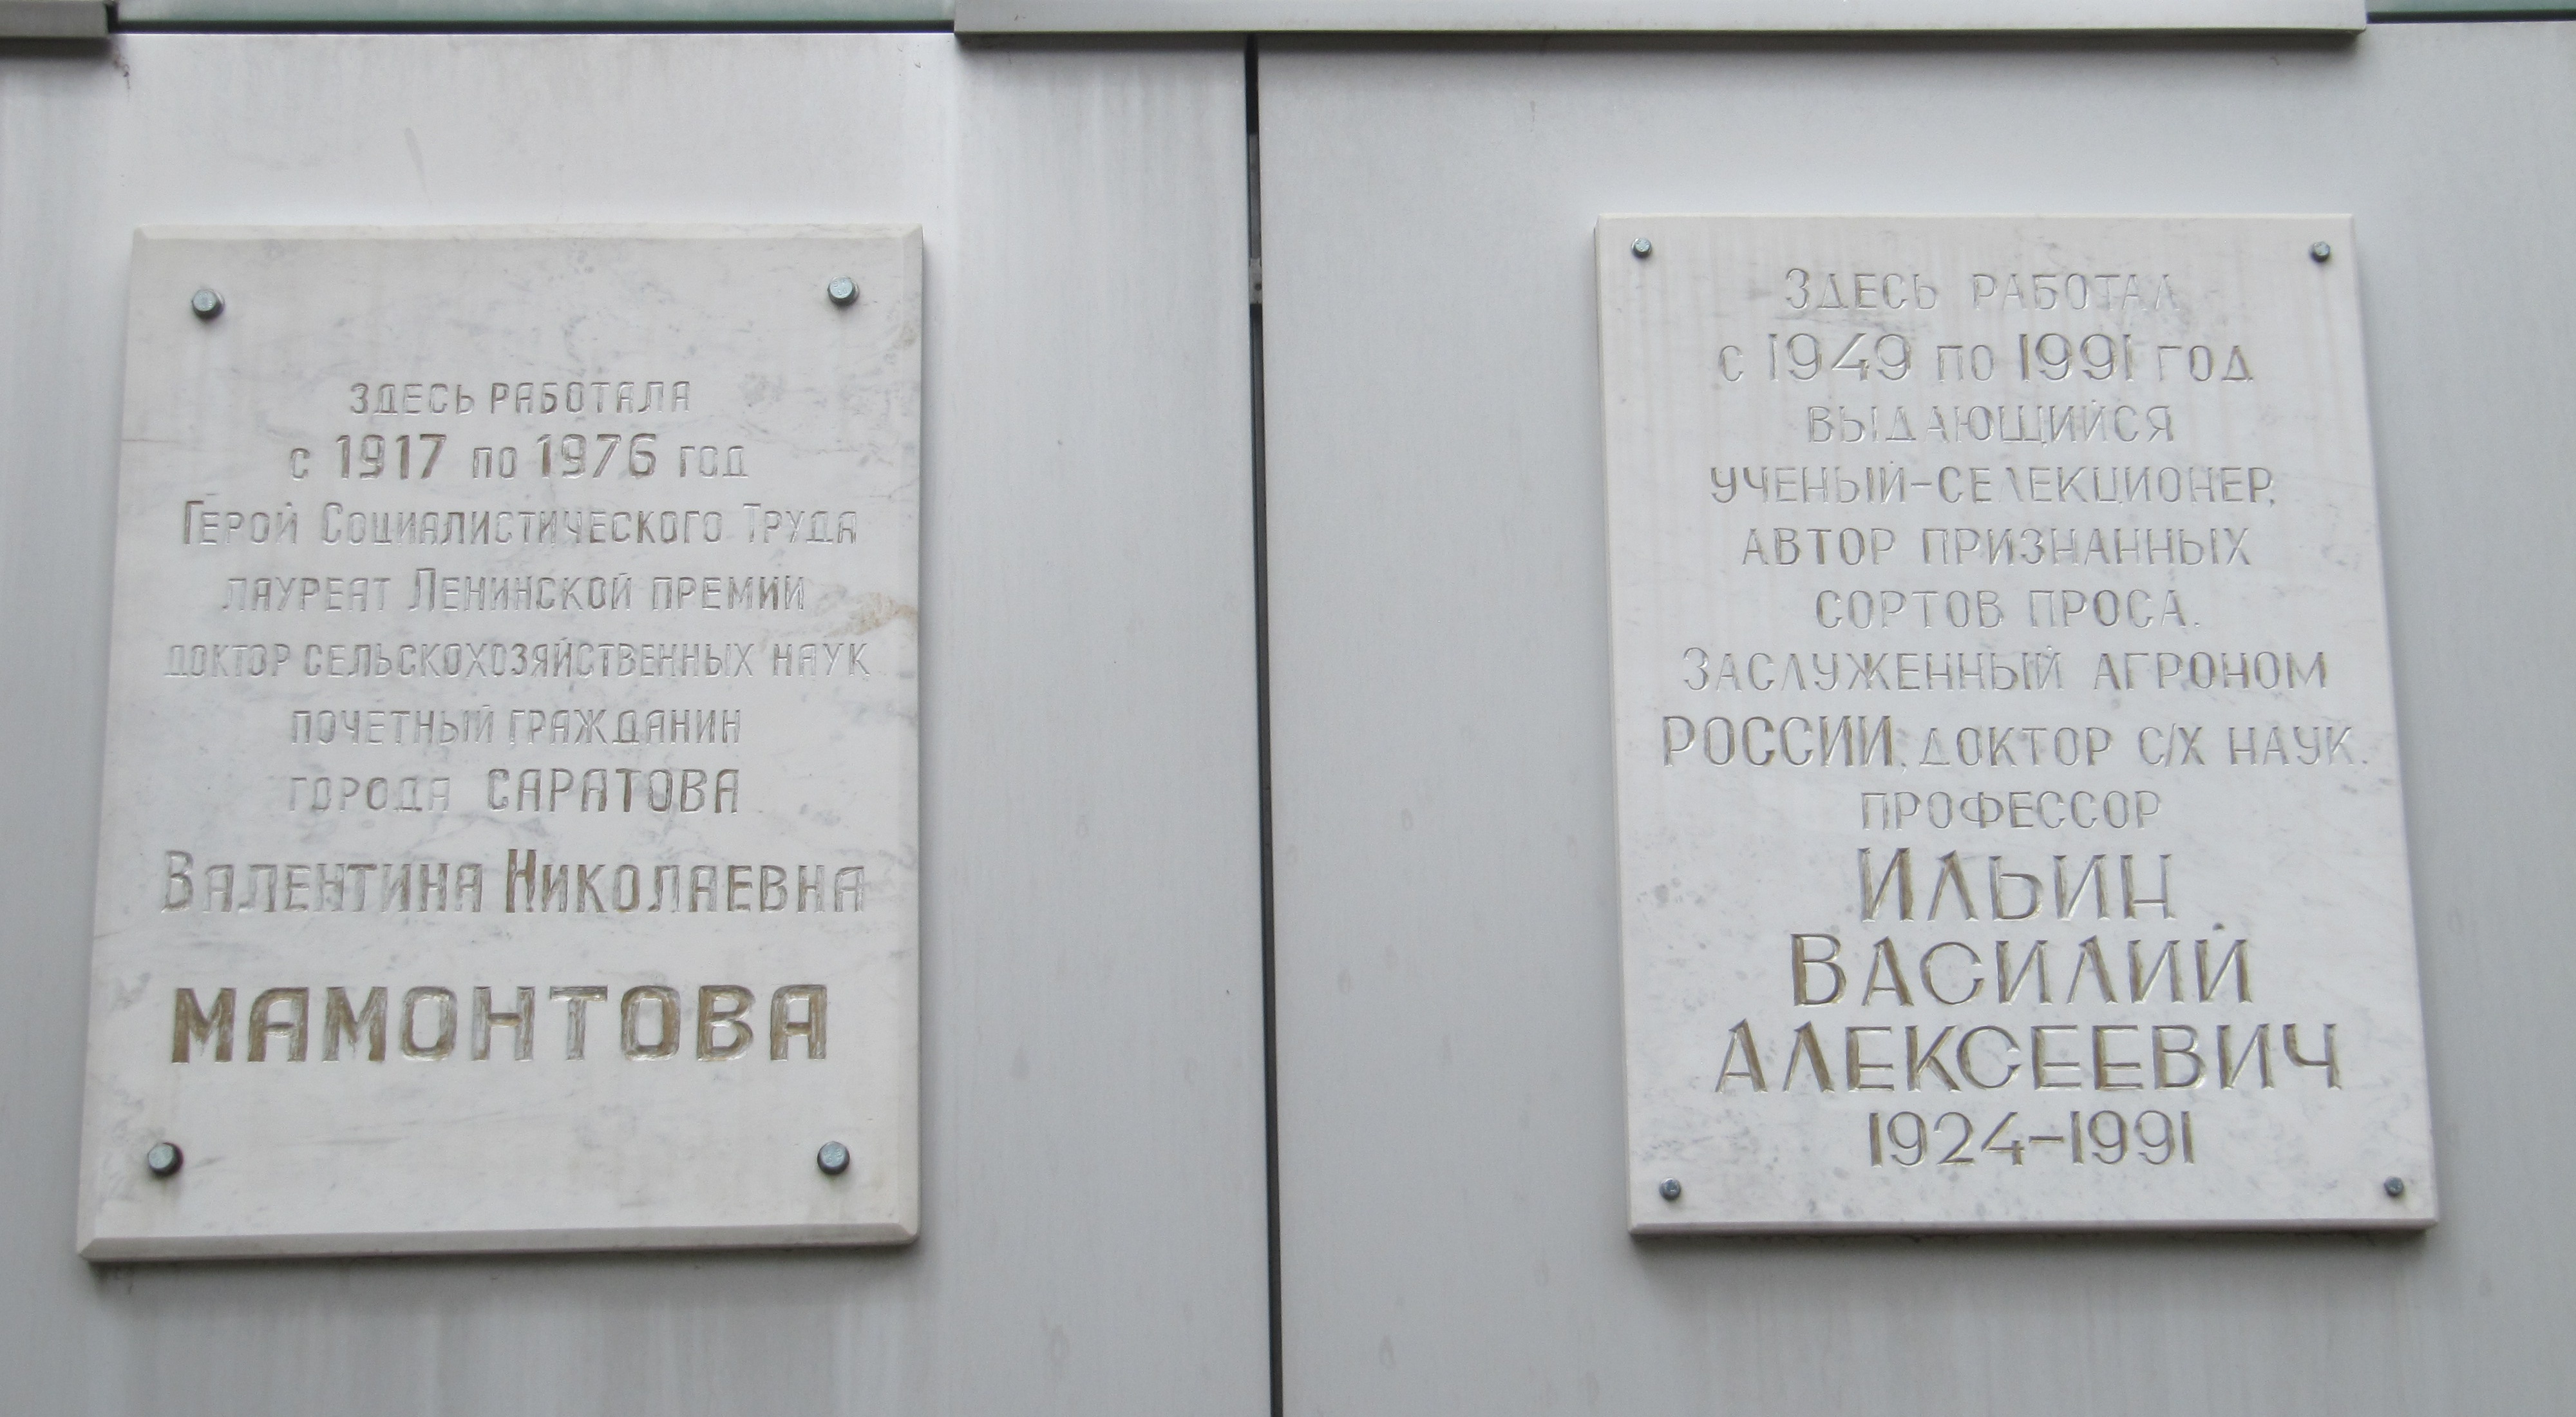 ЗДЕСЬ РАБОТАЛА
С 1917 ПО 1976 ГОД
ГЕРОЙ СОЦИАЛИСТИЧЕСКОГО ТРУДА
ЛАУРЕАТ ЛЕНИНСКОЙ ПРЕМИИ
ДОКТОР СЕЛЬСКОХОЗЯЙСТВЕННЫХ НАУК
ПОЧЕТНЫЙ ГРАЖДАНИН
ГОРОДА САРАТОВА
ВАЛЕНТИНА НИКОЛАЕВНА
МАМОНТОВА
ЗДЕСЬ РАБОТАЛ
С 1949 ПО 1991 ГОД
ВЫДАЮЩИЙСЯ
УЧЕНЫЙ-СЕЛЕКЦИОНЕР,
АВТОР ПРИЗНАННЫХ
СОРТОВ ПРОСА.
ЗАСЛУЖЕННЫЙ АГРОНОМ
РОССИИ, ДОКТОР С/Х НАУК.
ПРОФЕССОР
ИЛЬИН
ВАСИЛИЙ
АЛЕКСЕЕВИЧ
1924-1991